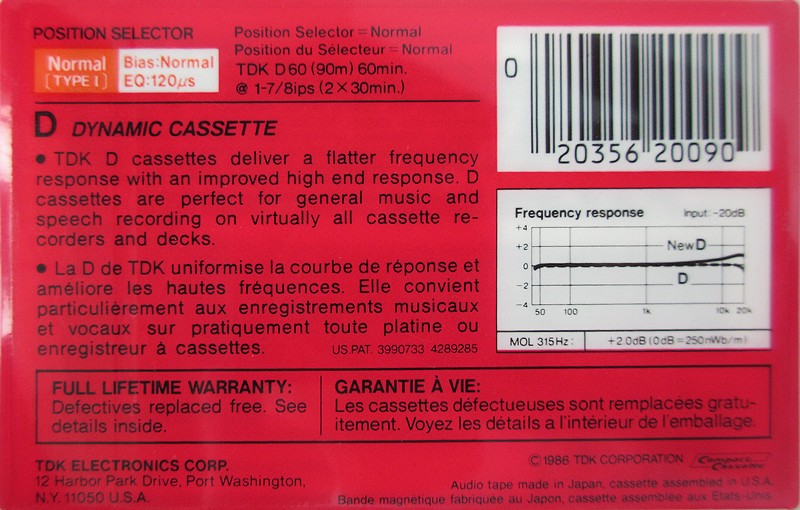 POSITION SELECTOR
Normal
[TYPE I]
Bias:Normal
EQ:120µs
Position Selector=Normal
Position du Sélecteur=Normal
TDK D60 (90m) 60min.
@ 1-7/8ips (2×30min.)
0
20356 20090
D DYNAMIC CASSETTE
● TDK D cassettes deliver a flatter frequency
response with an improved high end response. D
cassettes are perfect for general music and
speech recording on virtually all cassette re-
corders and decks.
● La D de TDK uniformise la courbe de réponse et
améliore les hautes fréquences. Elle convient
particulièrement aux enregistrements musicaux
et vocaux sur pratiquement toute platine ou
enregistreur à cassettes.
US.PAT. 3990733 4289285
Frequency response Input: -20dB
+4
+2
0
-2
-4
New D
D
50 100 1k 10k 20k
MOL 315Hz: +2.0dB (0dB=250nWb/m)
FULL LIFETIME WARRANTY:
Defectives replaced free. See
details inside.
GARANTIE À VIE:
Les cassettes défectueuses sont remplacées gratu-
itement. Voyez les détails a l'intérieur de l'emballage.
TDK ELECTRONICS CORP.
12 Harbor Park Drive, Port Washington,
N.Y. 11050 U.S.A.
©1986 TDK CORPORATION
Compact Cassette
Audio tape made in Japan, cassette assembled in U.S.A.
Bande magnetique fabriquée au Japon, cassette assemblée aux États-Unis.